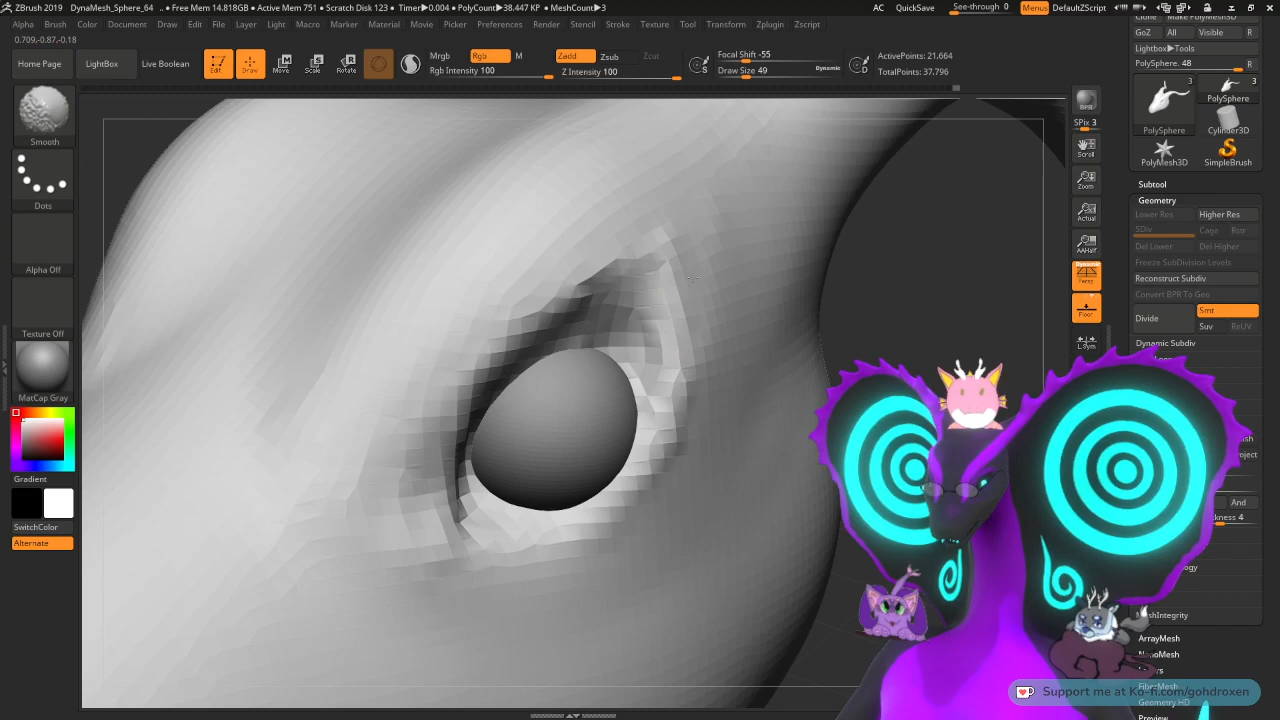 ZBrush 2019 DynaMesh_Sphere_64 • Free Mem 14.818GB • Active Mem 751 • Scratch Disk 123 • Timer▶0.004 • PolyCount▶38.447 KP • MeshCount▶3 AC QuickSave See-through 0 Menus DefaultZScript
Alpha Brush Color Document Draw Edit File Layer Light Macro Marker Material Movie Picker Preferences Render Stencil Stroke Texture Tool Transform Zplugin Zscript
0.709,-0.87,-0.18
Clone Make PolyMesh3D
GoZ All Visible R
Lightbox▶Tools
PolySphere. 48 R
Home Page LightBox Live Boolean Edit Draw Move Scale Rotate
Mrgb Rgb M Zadd Zsub Zcut
Rgb Intensity 100 Z Intensity 100
Focal Shift -55
Draw Size 49 Dynamic
S D
ActivePoints: 21,664
TotalPoints: 37,796
3 3
PolySphere PolySphere
Cylinder3D
PolyMesh3D SimpleBrush
Smooth
Dots
Alpha Off
Texture Off
MatCap Gray
Gradient
SwitchColor
Alternate
BPR
SPix 3
Scroll
Zoom
Actual
AAHalf
Dynamic
Persp
Floor
L.Sym
Subtool
Geometry
Lower Res Higher Res
SDiv Cage Rstr
Del Lower Del Higher
Freeze SubDivision Levels
Reconstruct Subdiv
Convert BPR To Geo
Divide Smt
Suv ReUV
Dynamic Subdiv
And
ckness 4
MeshIntegrity
ArrayMesh
NanoMesh
Geometry HD
Preview
Support me at Ko-fi.com/gohdroxen